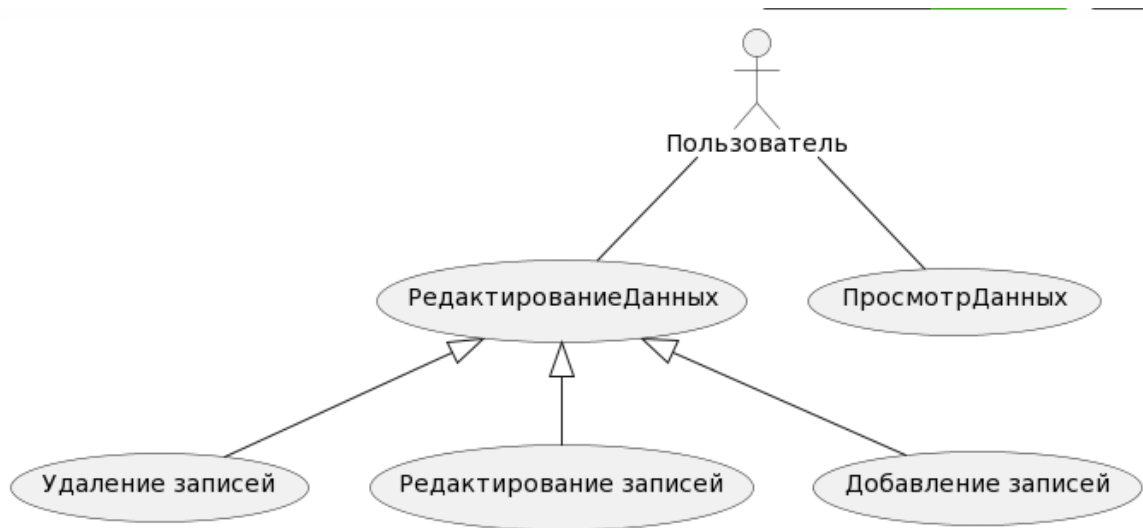 Пользователь
РедактированиеДанных
ПросмотрДанных
Удаление записей
Редактирование записей
Добавление записей